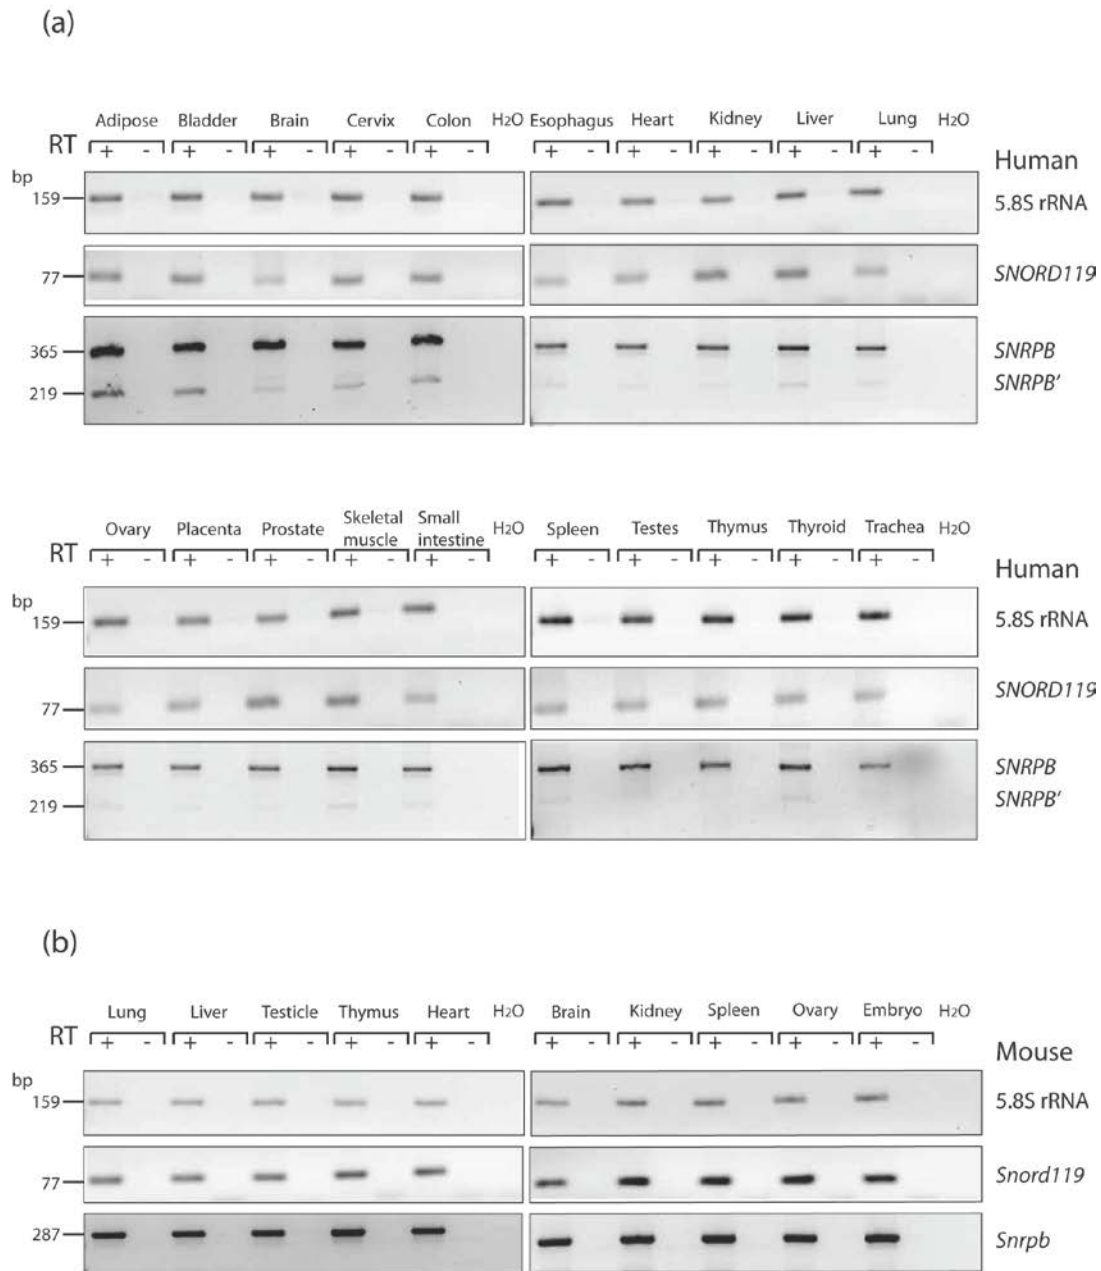 (a)
Adipose Bladder Brain Cervix Colon H2O Esophagus Heart Kidney Liver Lung H2O
RT + - + - + - + - + - + - + - + - + - + - Human
bp
159 5.8S rRNA
77 SNORD119
365 SNRPB
219 SNRPB’
Ovary Placenta Prostate Skeletal muscle Small intestine H2O Spleen Testes Thymus Thyroid Trachea H2O
RT + - + - + - + - + - + - + - + - + - + - Human
bp
159 5.8S rRNA
77 SNORD119
365 SNRPB
219 SNRPB’
(b)
Lung Liver Testicle Thymus Heart H2O Brain Kidney Spleen Ovary Embryo H2O
RT + - + - + - + - + - + - + - + - + - + - Mouse
bp
159 5.8S rRNA
77 Snord119
287 Snrpb